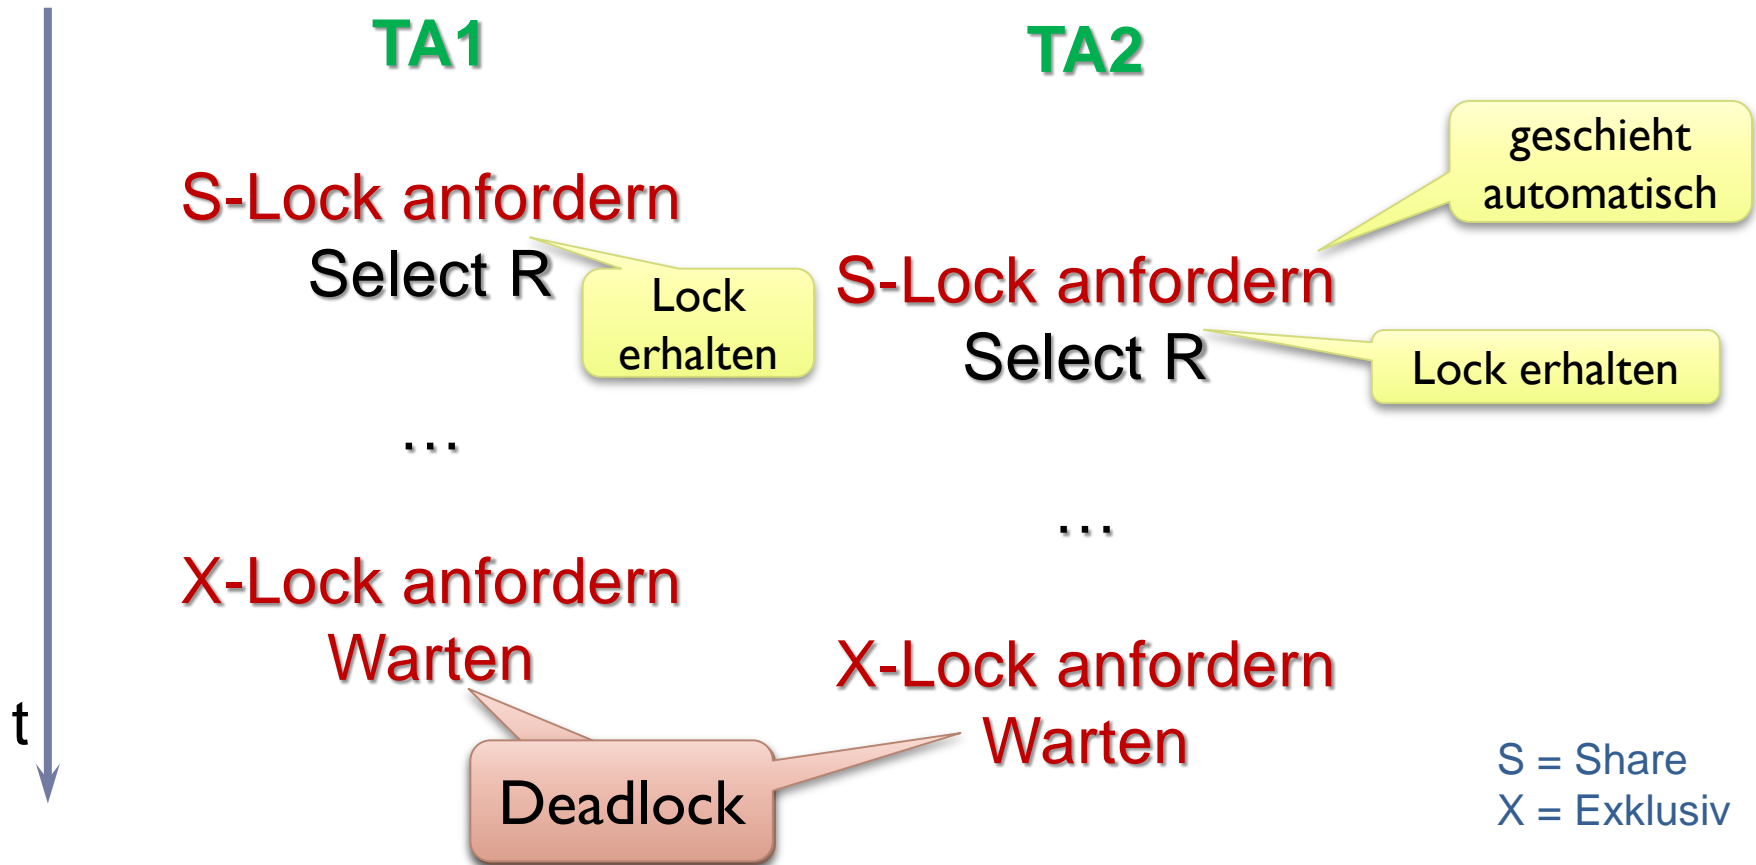 TA1
TA2
geschieht
automatisch
S-Lock anfordern
Select R
Lock
erhalten
S-Lock anfordern
Select R
Lock erhalten
...
...
X-Lock anfordern
Warten
X-Lock anfordern
Warten
t
Deadlock
S = Share
X = Exklusiv